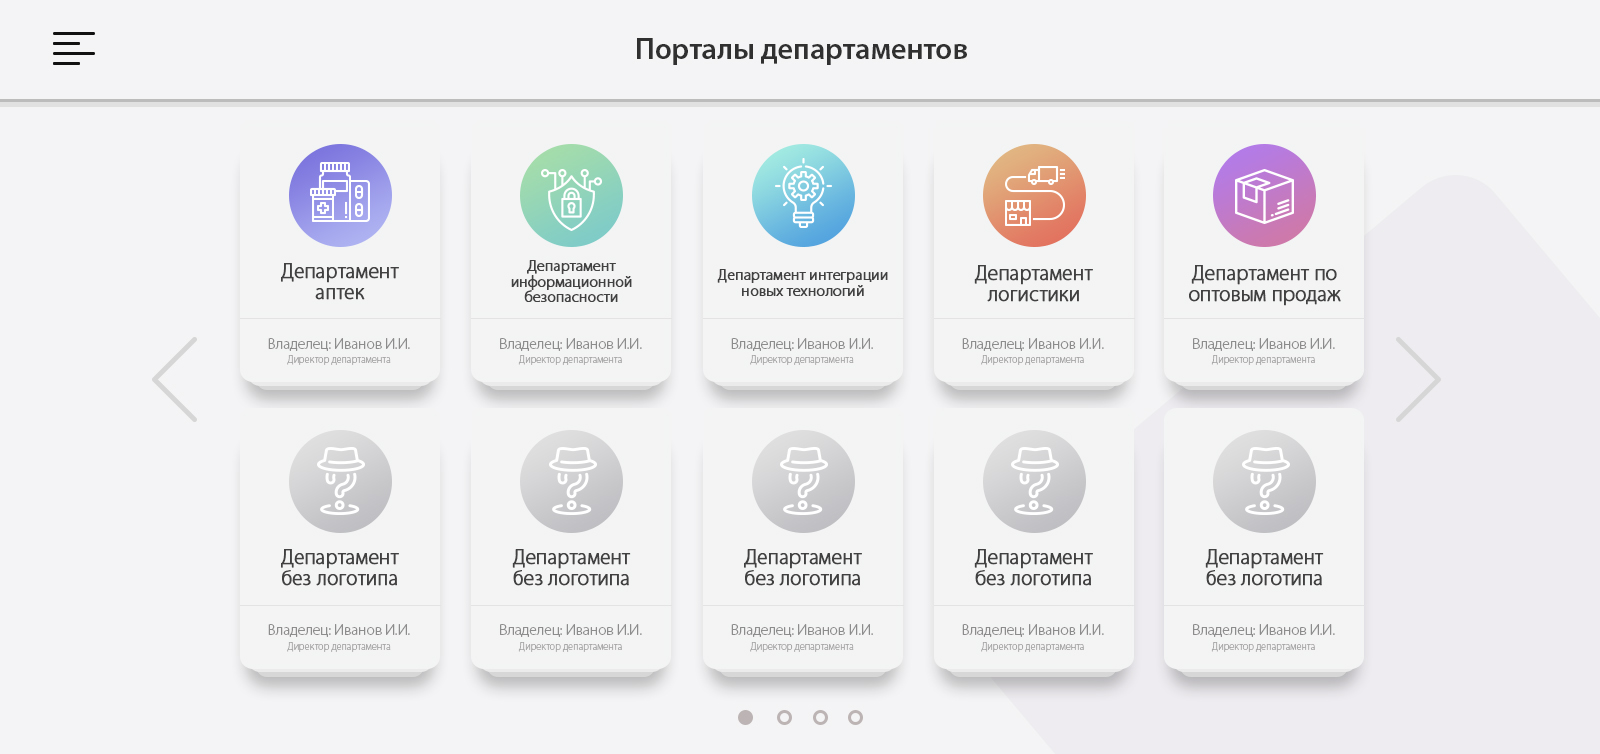 Порталы департаментов
Департамент
аптек
Владелец: Иванов И.И.
Директор департамента
Департамент
информационной
безопасности
Владелец: Иванов И.И.
Директор департамента
Департамент интеграции
новых технологий
Владелец: Иванов И.И.
Директор департамента
Департамент
логистики
Владелец: Иванов И.И.
Директор департамента
Департамент по
оптовым продаж
Владелец: Иванов И.И.
Директор департамента
Департамент
без логотипа
Владелец: Иванов И.И.
Директор департамента
Департамент
без логотипа
Владелец: Иванов И.И.
Директор департамента
Департамент
без логотипа
Владелец: Иванов И.И.
Директор департамента
Департамент
без логотипа
Владелец: Иванов И.И.
Директор департамента
Департамент
без логотипа
Владелец: Иванов И.И.
Директор департамента